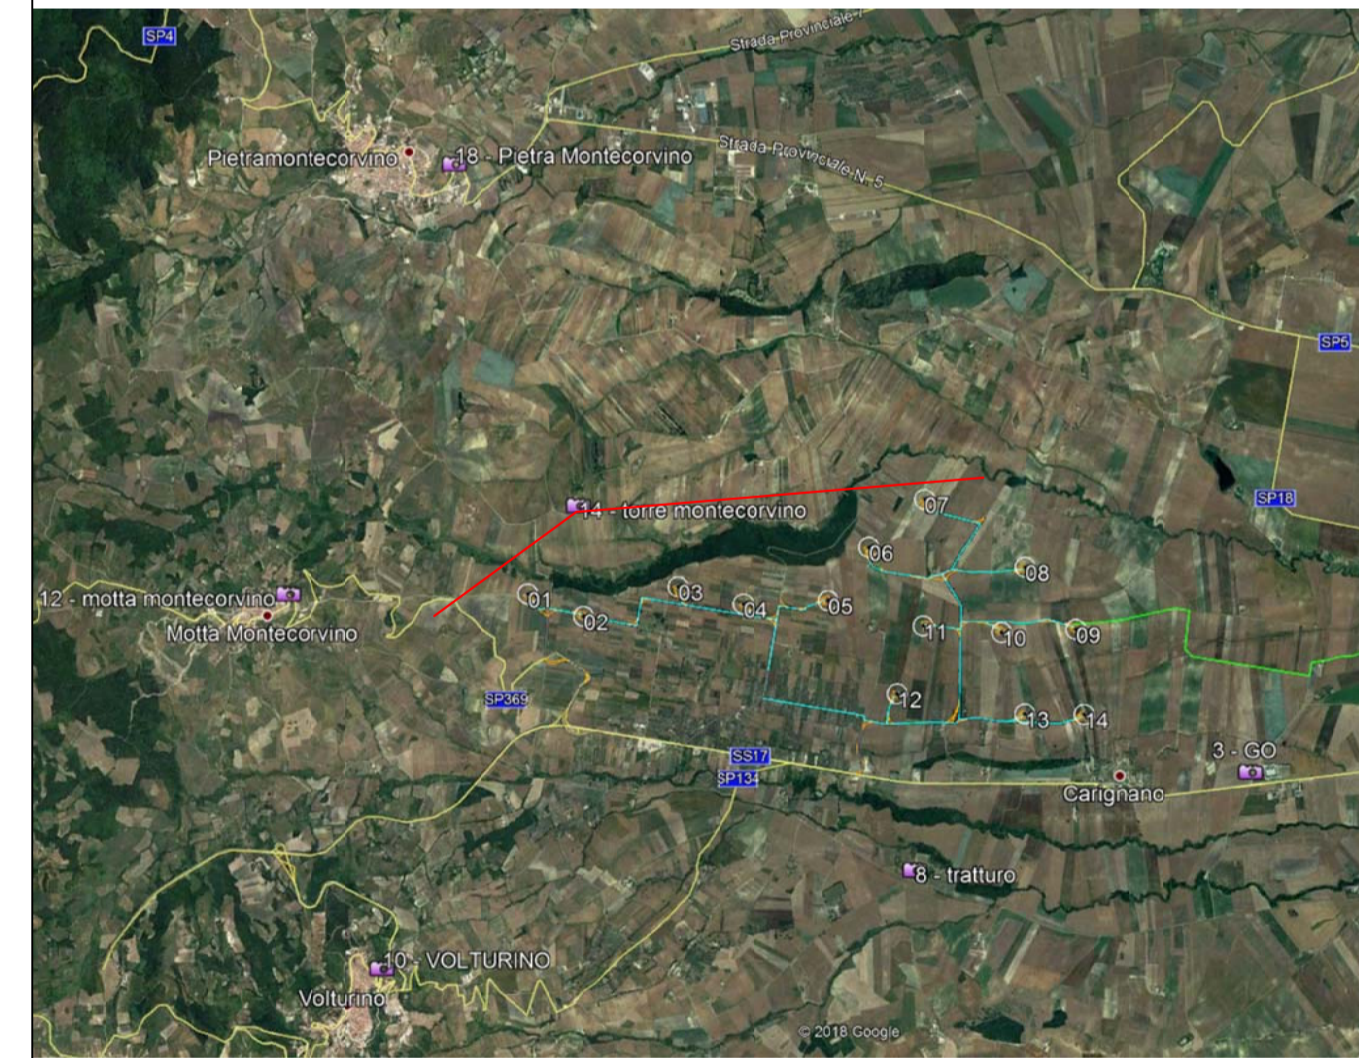 SP4
Strada Provinciale
Strada Provinciale N. 5
Pietramontecorvino
18 - Pietra Montecorvino
SP5
SP18
14 - torre montecorvino
07
06
08
12 - motta montecorvino
01
02
03
04
05
Motta Montecorvino
11
10
09
SP369
12
13
14
SS17
SP134
3 - GO
Carignano
8 - tratturo
10 - VOLTURINO
Volturino
© 2018 Google